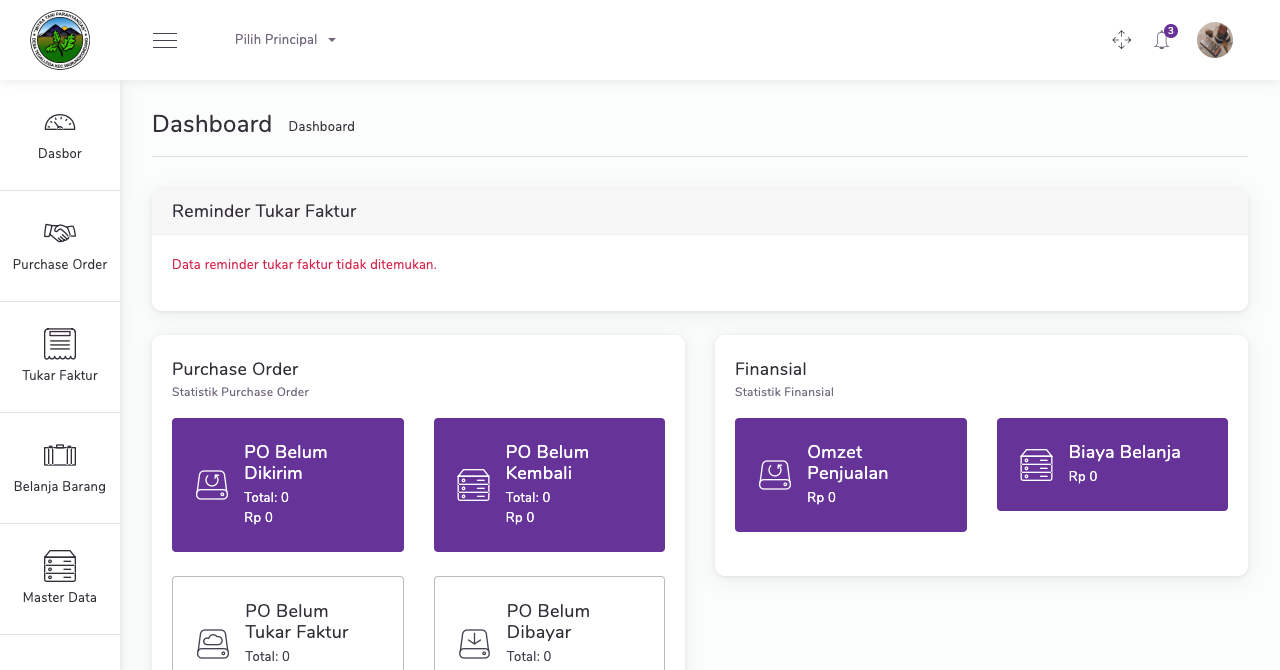 Pilih Principal
3
Dasbor
Purchase Order
Tukar Faktur
Belanja Barang
Master Data
Dashboard Dashboard
Reminder Tukar Faktur
Data reminder tukar faktur tidak ditemukan.
Purchase Order
Statistik Purchase Order
PO Belum
Dikirim
Total: 0
Rp 0
PO Belum
Kembali
Total: 0
Rp 0
PO Belum
Tukar Faktur
Total: 0
PO Belum
Dibayar
Total: 0
Finansial
Statistik Finansial
Omzet
Penjualan
Rp 0
Biaya Belanja
Rp 0